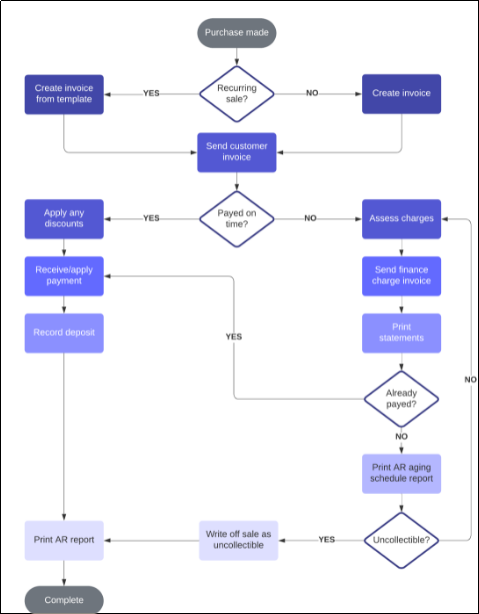 Purchase made
Create invoice
from template
YES
Recurring
sale?
NO
Create invoice
Send customer
invoice
Apply any
discounts
YES
Payed on
time?
NO
Assess charges
Receive/apply
payment
Send finance
charge invoice
Record deposit
YES
Print
statements
NO
Already
payed?
NO
Print AR aging
schedule report
Print AR report
Write off sale as
uncollectible
YES
Uncollectible?
Complete